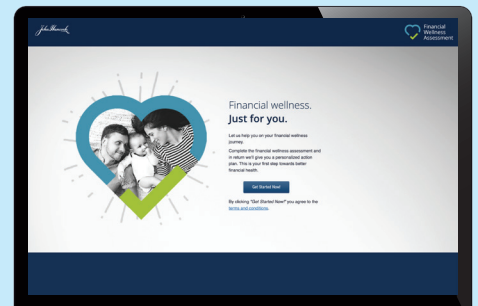 John Hancock
Financial
Wellness
Assessment
Financial wellness.
Just for you.
Let us help you on your financial wellness
journey.
Complete the financial wellness assessment and
in return we'll give you a personalized action
plan. This is your first step towards better
financial health.
Get Started Now!
By clicking "Get Started Now!" you agree to the
terms and conditions.